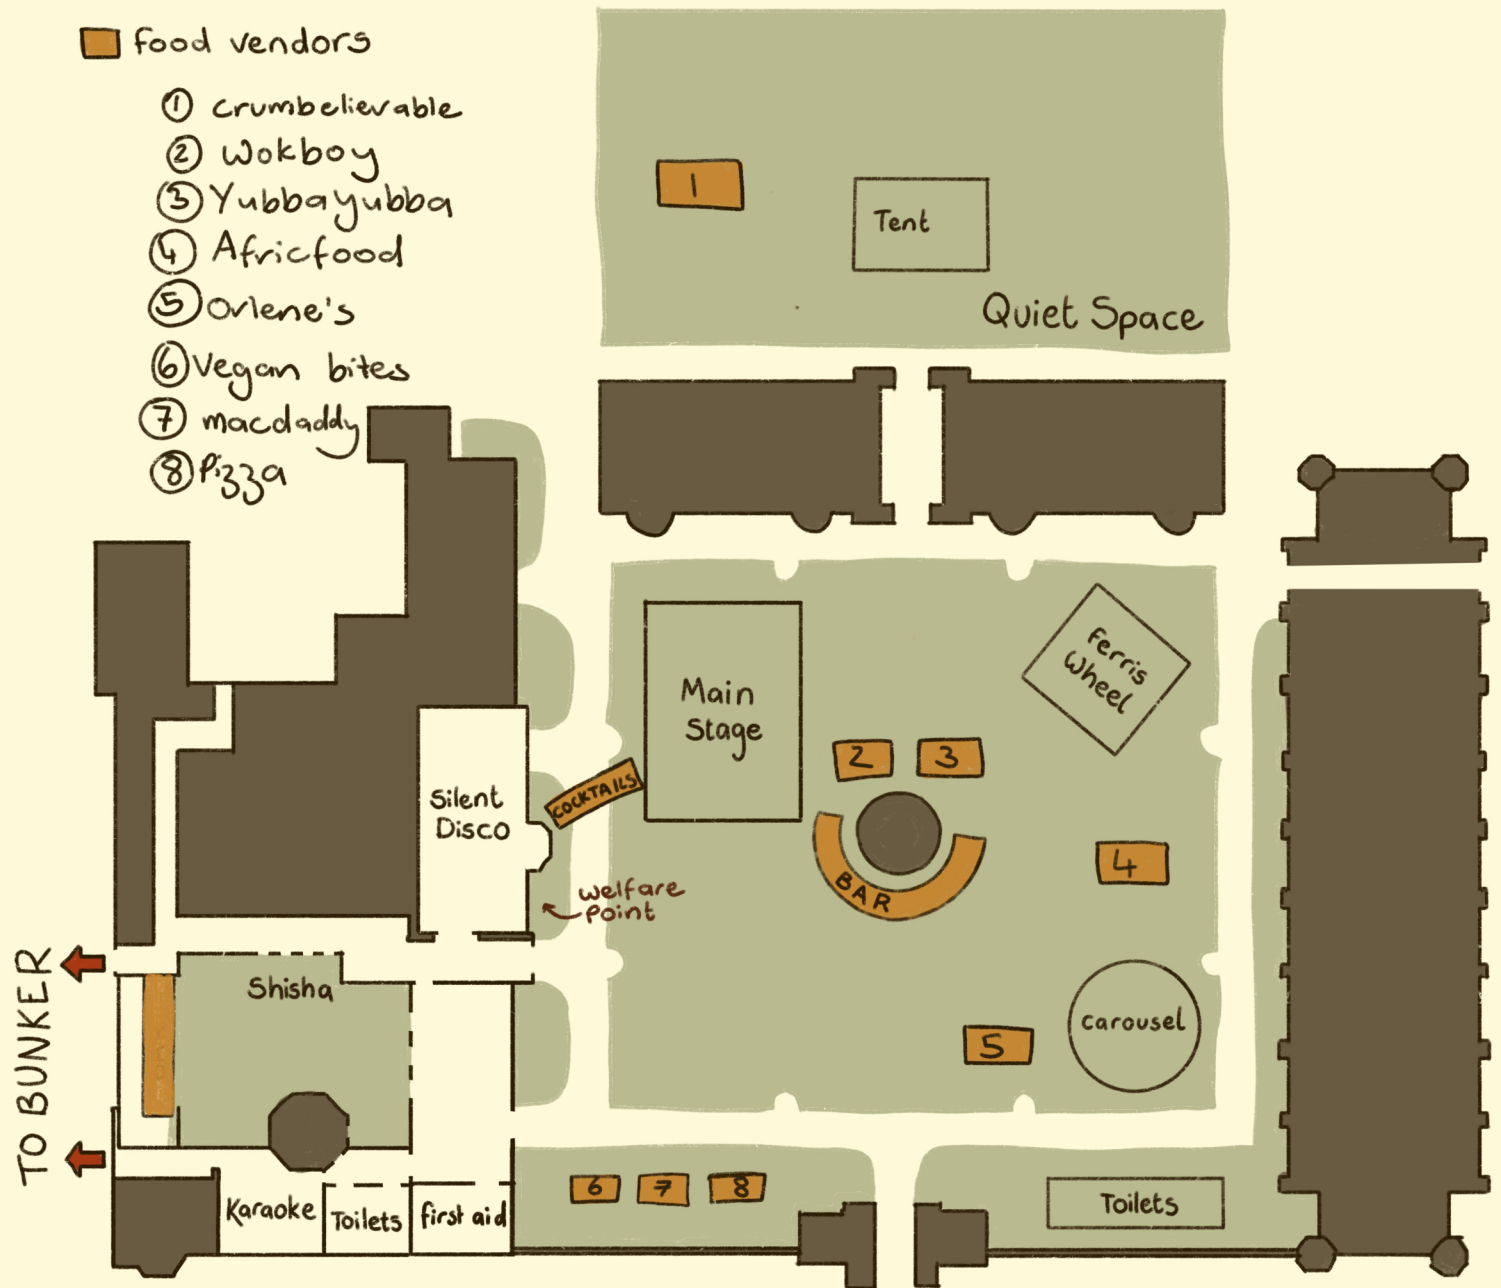 food vendors
1 crumbelievable
2 Wokboy
3 Yubbayubba
4 Africfood
5 Orlene's
6 Vegan bites
7 macdaddy
8 Pizza
1
Tent
Quiet Space
Main
Stage
Ferris
Wheel
2
3
COCKTAILS
Silent
Disco
BAR
4
welfare
point
TO BUNKER
Shisha
5
carousel
6
7
8
Toilets
Karaoke
Toilets
first aid